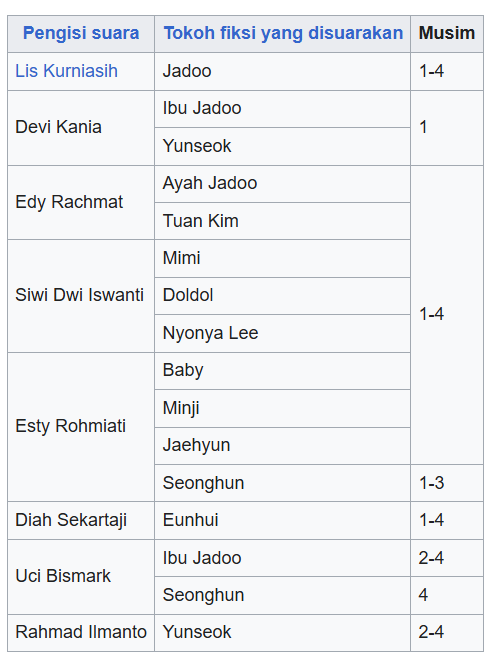 Pengisi suara Tokoh fiksi yang disuarakan Musim
Lis Kurniasih Jadoo 1-4
Devi Kania Ibu Jadoo 1
Yunseok
Edy Rachmat Ayah Jadoo 1-4
Tuan Kim
Siwi Dwi Iswanti Mimi
Doldol
Nyonya Lee
Esty Rohmiati Baby
Minji
Jaehyun
Seonghun 1-3
Diah Sekartaji Eunhui 1-4
Uci Bismark Ibu Jadoo 2-4
Seonghun 4
Rahmad Ilmanto Yunseok 2-4